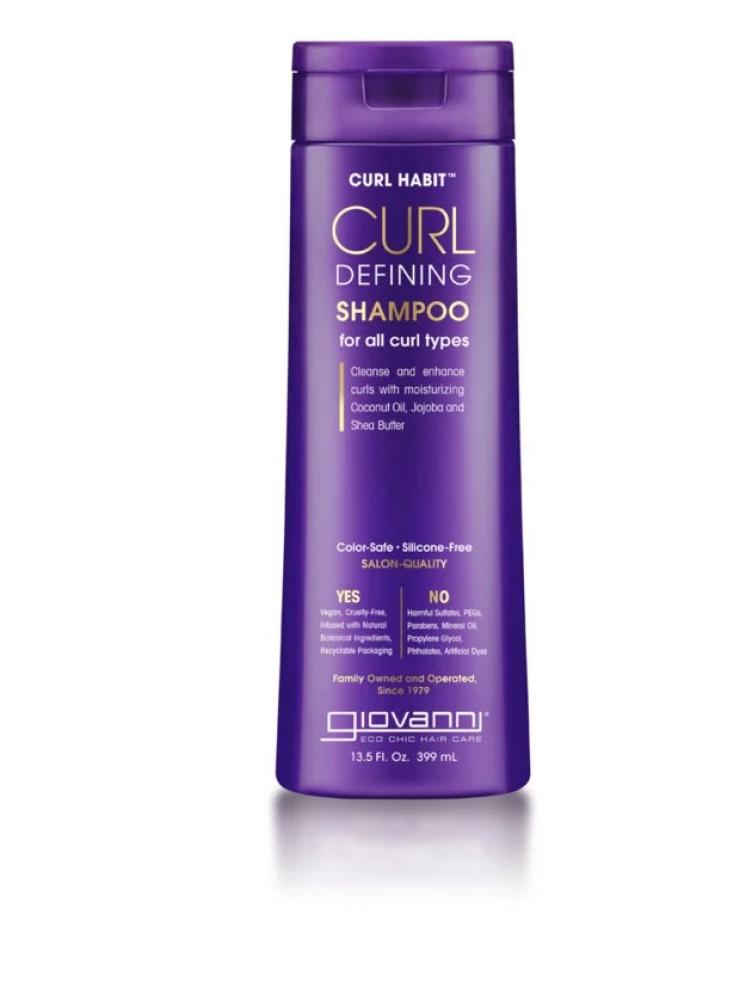 CURL HABIT™
CURL
DEFINING
SHAMPOO
for all curl types
Cleanse and enhance
curls with moisturizing
Coconut Oil, Jojoba and
Shea Butter
Color-Safe • Silicone-Free
SALON-QUALITY
YES
Vegan, Cruelty-Free,
Infused with Natural
Botanical Ingredients,
Recyclable Packaging
NO
Harmful Sulfates, PEGs,
Parabens, Mineral Oil,
Propylene Glycol,
Phthalates, Artificial Dyes
Family Owned and Operated,
Since 1979
giovanni®
ECO CHIC HAIR CARE
13.5 Fl. Oz. 399 mL